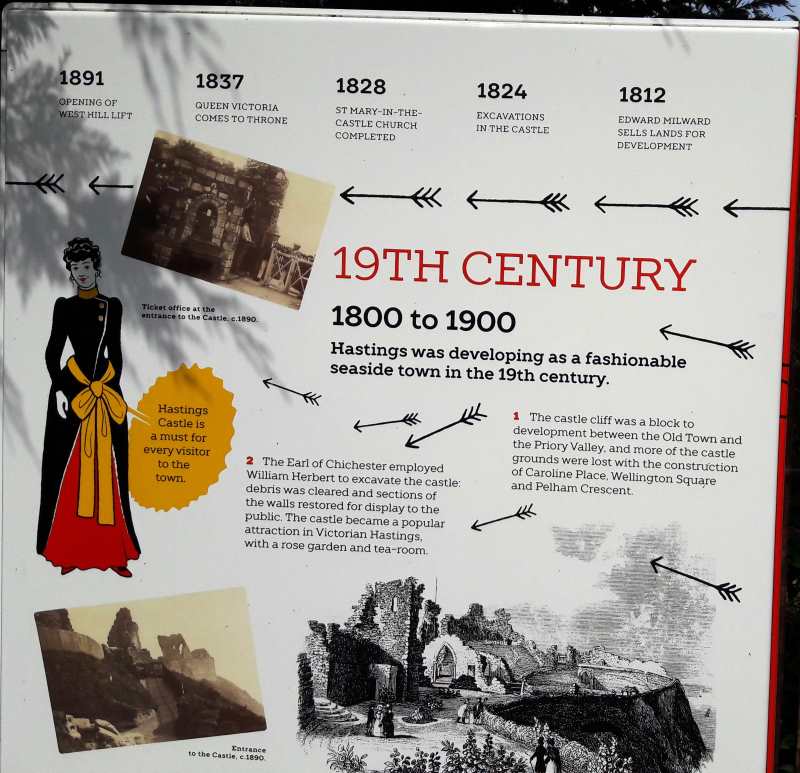 1891
OPENING OF
WEST HILL LIFT
1837
QUEEN VICTORIA
COMES TO THRONE
1828
ST MARY-IN-THE-
CASTLE CHURCH
COMPLETED
1824
EXCAVATIONS
IN THE CASTLE
1812
EDWARD MILWARD
SELLS LANDS FOR
DEVELOPMENT
Ticket office at the
entrance to the Castle, c.1890.
19TH CENTURY
1800 to 1900
Hastings was developing as a fashionable
seaside town in the 19th century.
Hastings
Castle is
a must for
every visitor
to the
town.
1 The castle cliff was a block to
development between the Old Town and
the Priory Valley, and more of the castle
grounds were lost with the construction
of Caroline Place, Wellington Square
and Pelham Crescent.
2 The Earl of Chichester employed
William Herbert to excavate the castle:
debris was cleared and sections of
the walls restored for display to the
public. The castle became a popular
attraction in Victorian Hastings,
with a rose garden and tea-room.
Entrance
to the Castle, c.1890.